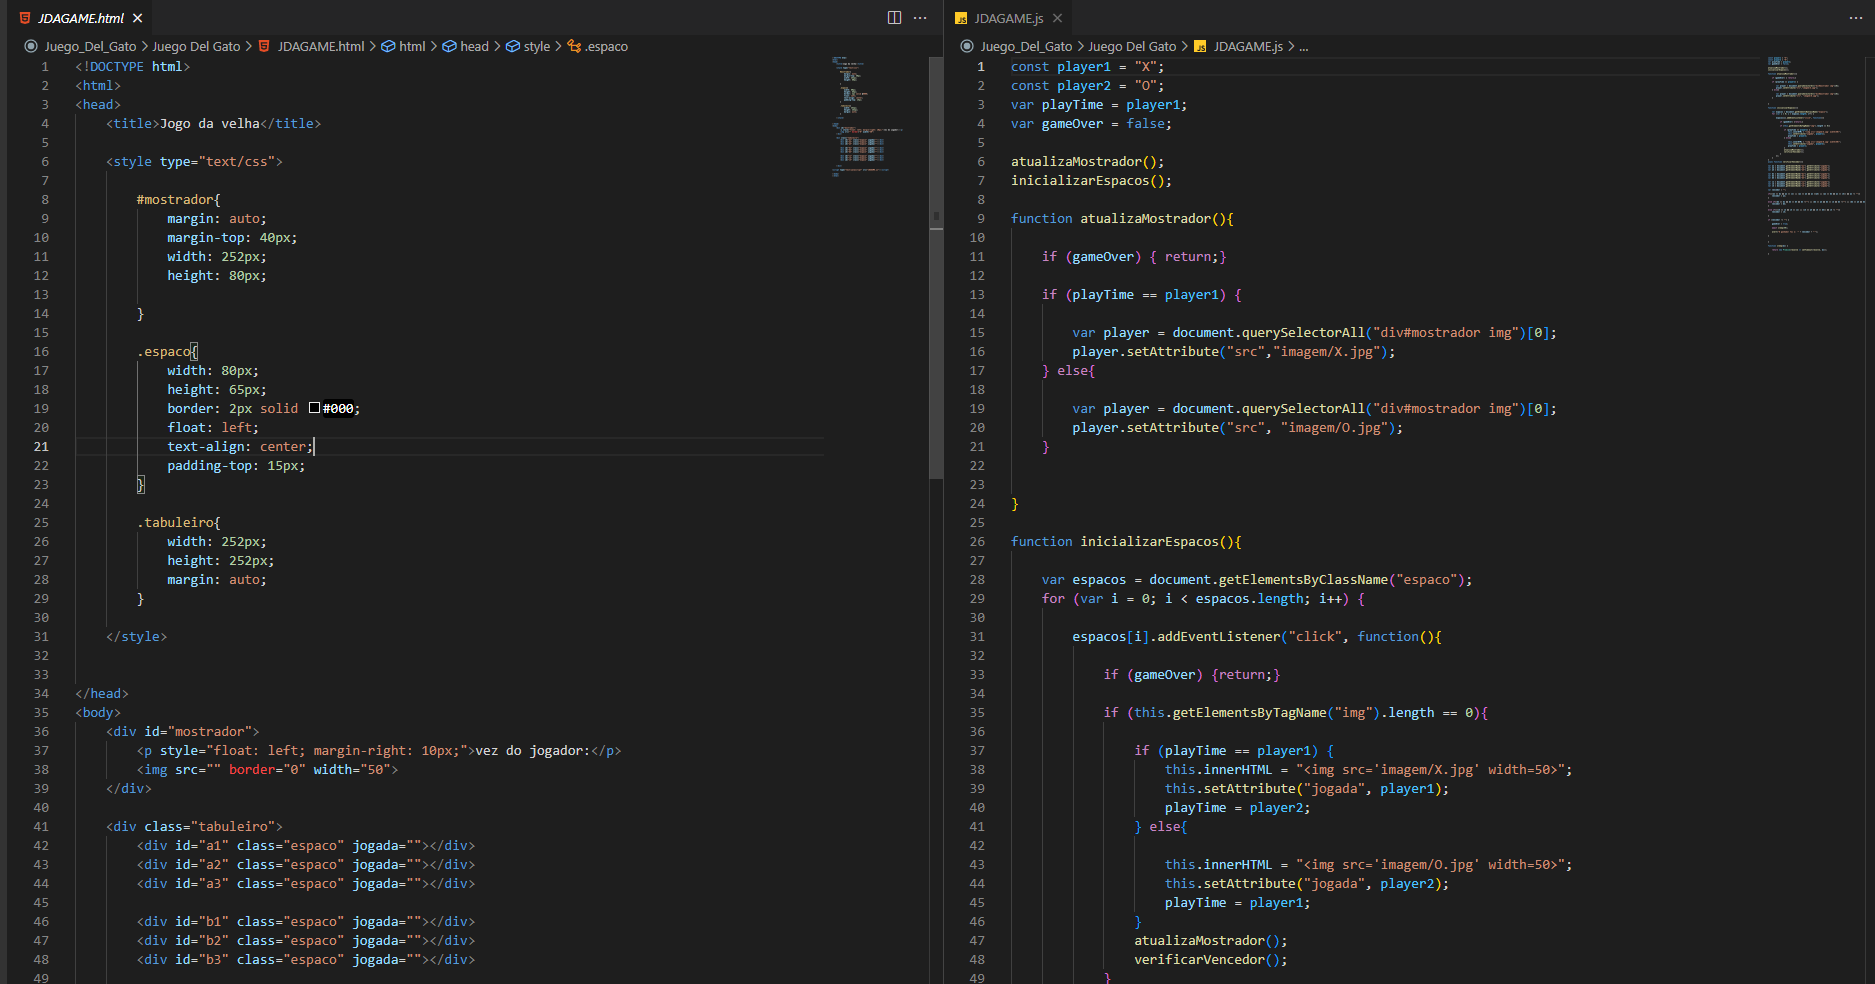 JDAGAME.html
Juego_Del_Gato > Juego Del Gato > JDAGAME.html > html > head > style > .espaco
1 <!DOCTYPE html>
2 <html>
3 <head>
4     <title>Jogo da velha</title>
5
6     <style type="text/css">
7
8         #mostrador{
9             margin: auto;
10             margin-top: 40px;
11             width: 252px;
12             height: 80px;
13
14         }
15
16         .espaco{
17             width: 80px;
18             height: 65px;
19             border: 2px solid #000;
20             float: left;
21             text-align: center;
22             padding-top: 15px;
23         }
24
25         .tabuleiro{
26             width: 252px;
27             height: 252px;
28             margin: auto;
29         }
30
31     </style>
32
33
34 </head>
35 <body>
36     <div id="mostrador">
37         <p style="float: left; margin-right: 10px;">vez do jogador:</p>
38         <img src="" border="0" width="50">
39     </div>
40
41     <div class="tabuleiro">
42         <div id="a1" class="espaco" jogada=""></div>
43         <div id="a2" class="espaco" jogada=""></div>
44         <div id="a3" class="espaco" jogada=""></div>
45
46         <div id="b1" class="espaco" jogada=""></div>
47         <div id="b2" class="espaco" jogada=""></div>
48         <div id="b3" class="espaco" jogada=""></div>
49
JS JDAGAME.js
Juego_Del_Gato > Juego Del Gato > JS JDAGAME.js > ...
1 const player1 = "X";
2 const player2 = "O";
3 var playTime = player1;
4 var gameOver = false;
5
6 atualizaMostrador();
7 inicializarEspacos();
8
9 function atualizaMostrador(){
10
11     if (gameOver) { return;}
12
13     if (playTime == player1) {
14
15         var player = document.querySelectorAll("div#mostrador img")[0];
16         player.setAttribute("src","imagem/X.jpg");
17     } else{
18
19         var player = document.querySelectorAll("div#mostrador img")[0];
20         player.setAttribute("src", "imagem/O.jpg");
21     }
22
23
24 }
25
26 function inicializarEspacos(){
27
28     var espacos = document.getElementsByClassName("espaco");
29     for (var i = 0; i < espacos.length; i++) {
30
31         espacos[i].addEventListener("click", function(){
32
33             if (gameOver) {return;}
34
35             if (this.getElementsByTagName("img").length == 0){
36
37                 if (playTime == player1) {
38                     this.innerHTML = "<img src='imagem/X.jpg' width=50>";
39                     this.setAttribute("jogada", player1);
40                     playTime = player2;
41                 } else{
42
43                     this.innerHTML = "<img src='imagem/O.jpg' width=50>";
44                     this.setAttribute("jogada", player2);
45                     playTime = player1;
46                 }
47                 atualizaMostrador();
48                 verificarVencedor();
49             }